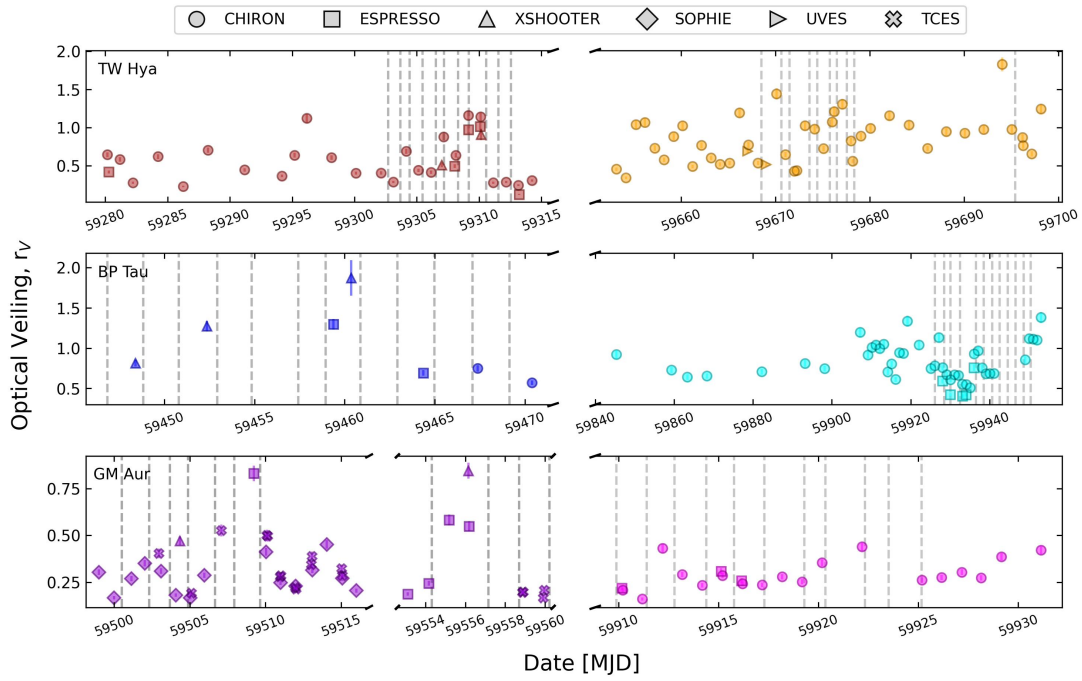 CHIRON ESPRESSO XSHOOTER SOPHIE UVES TCES
TW Hya
2.0
1.5
1.0
0.5
59280 59285 59290 59295 59300 59305 59310 59315 59660 59670 59680 59690 59700
BP Tau
2.0
1.5
1.0
0.5
59450 59455 59460 59465 59470 59840 59860 59880 59900 59920 59940
GM Aur
0.75
0.50
0.25
59500 59505 59510 59515 59554 59556 59558 59560 59910 59915 59920 59925 59930
Optical Veiling, r_V
Date [MJD]